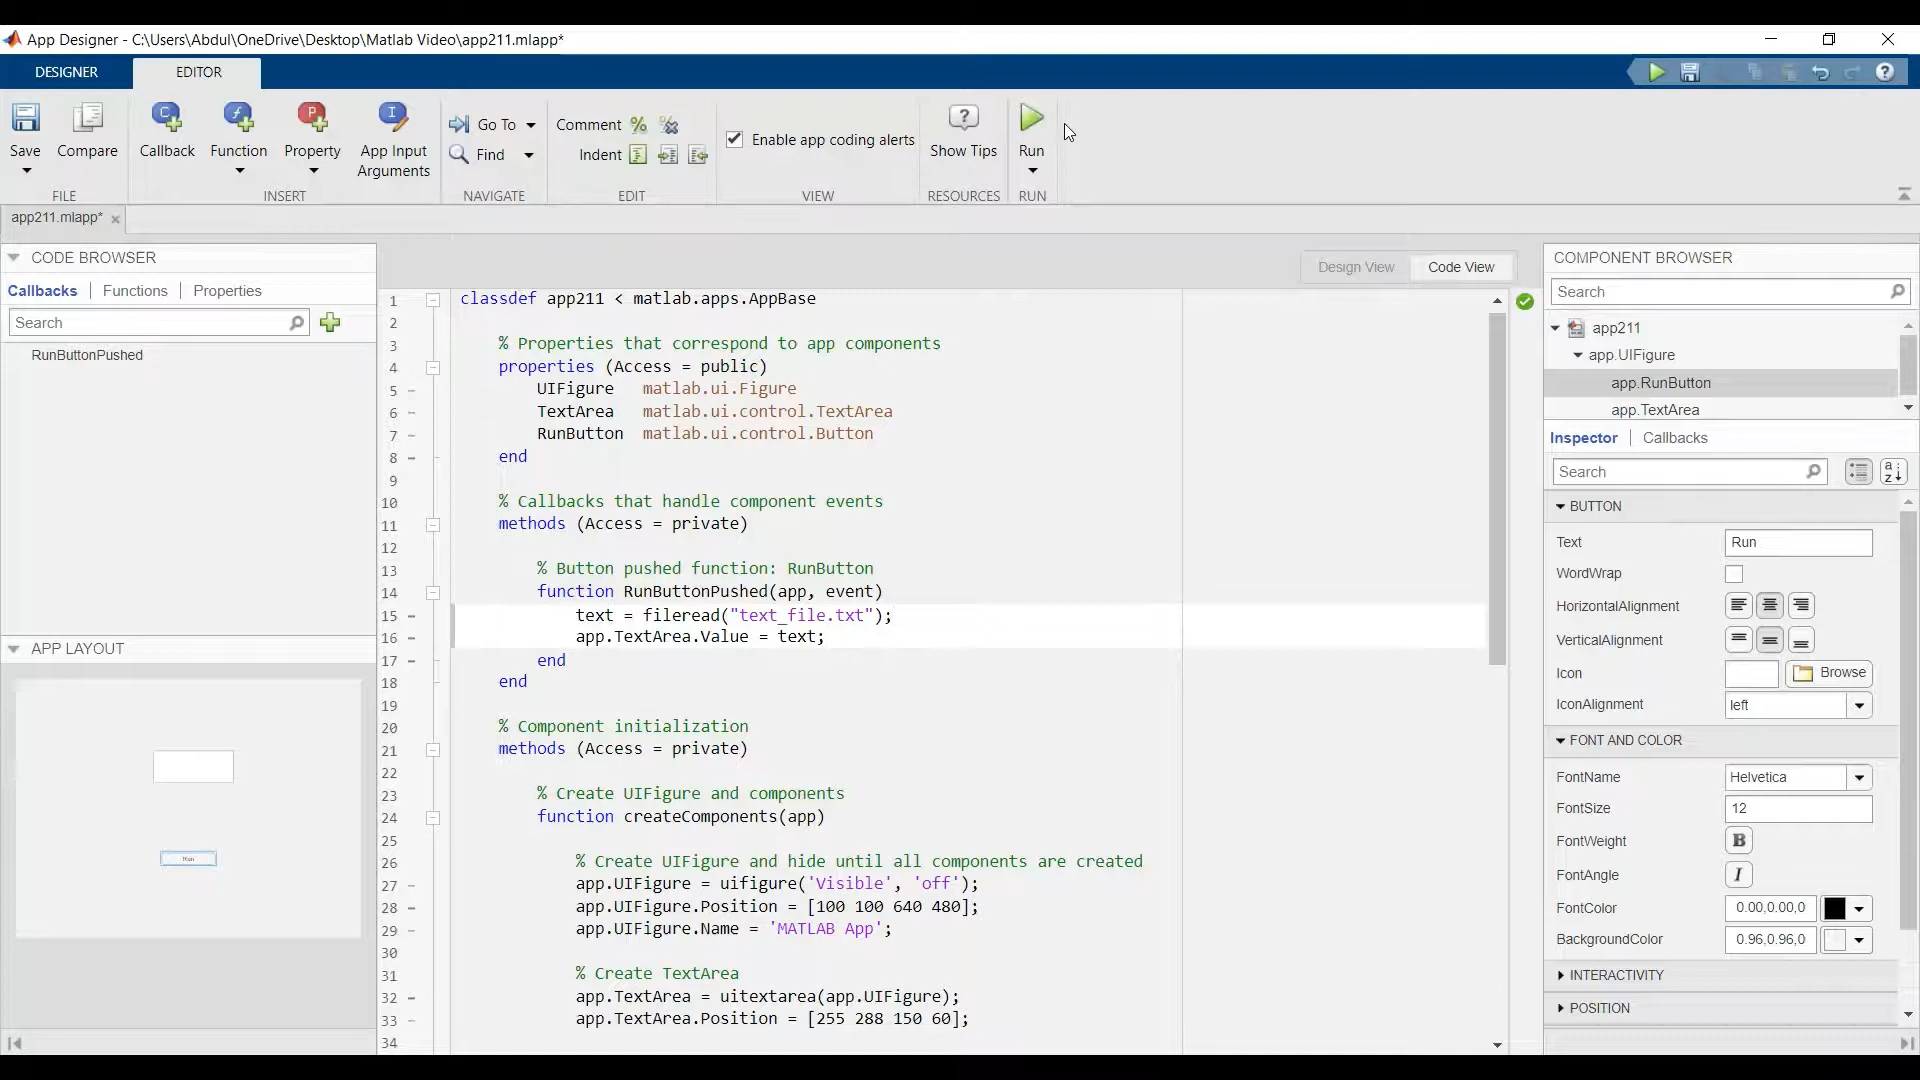 App Designer - C:\Users\Abdul\OneDrive\Desktop\Matlab Video\app211.mlapp*
DESIGNER
EDITOR
Save
Compare
Callback
Function
Property
App Input
Arguments
Go To
Find
Comment
Indent
Enable app coding alerts
Show Tips
Run
FILE
INSERT
NAVIGATE
EDIT
VIEW
RESOURCES
RUN
app211.mlapp*
CODE BROWSER
Callbacks
Functions
Properties
Search
RunButtonPushed
APP LAYOUT
Run
Design View
Code View
1 classdef app211 < matlab.apps.AppBase
2
3 % Properties that correspond to app components
4 properties (Access = public)
5 UIFigure matlab.ui.Figure
6 TextArea matlab.ui.control.TextArea
7 RunButton matlab.ui.control.Button
8 end
9
10 % Callbacks that handle component events
11 methods (Access = private)
12
13 % Button pushed function: RunButton
14 function RunButtonPushed(app, event)
15 text = fileread("text_file.txt");
16 app.TextArea.Value = text;
17 end
18 end
19
20 % Component initialization
21 methods (Access = private)
22
23 % Create UIFigure and components
24 function createComponents(app)
25
26 % Create UIFigure and hide until all components are created
27 app.UIFigure = uifigure('Visible', 'off');
28 app.UIFigure.Position = [100 100 640 480];
29 app.UIFigure.Name = 'MATLAB App';
30
31 % Create TextArea
32 app.TextArea = uitextarea(app.UIFigure);
33 app.TextArea.Position = [255 288 150 60];
34
COMPONENT BROWSER
Search
app211
app.UIFigure
app.RunButton
app.TextArea
Inspector
Callbacks
Search
BUTTON
Text Run
WordWrap
HorizontalAlignment
VerticalAlignment
Icon Browse
IconAlignment left
FONT AND COLOR
FontName Helvetica
FontSize 12
FontWeight B
FontAngle I
FontColor 0.00,0.00,0
BackgroundColor 0.96,0.96,0
INTERACTIVITY
POSITION